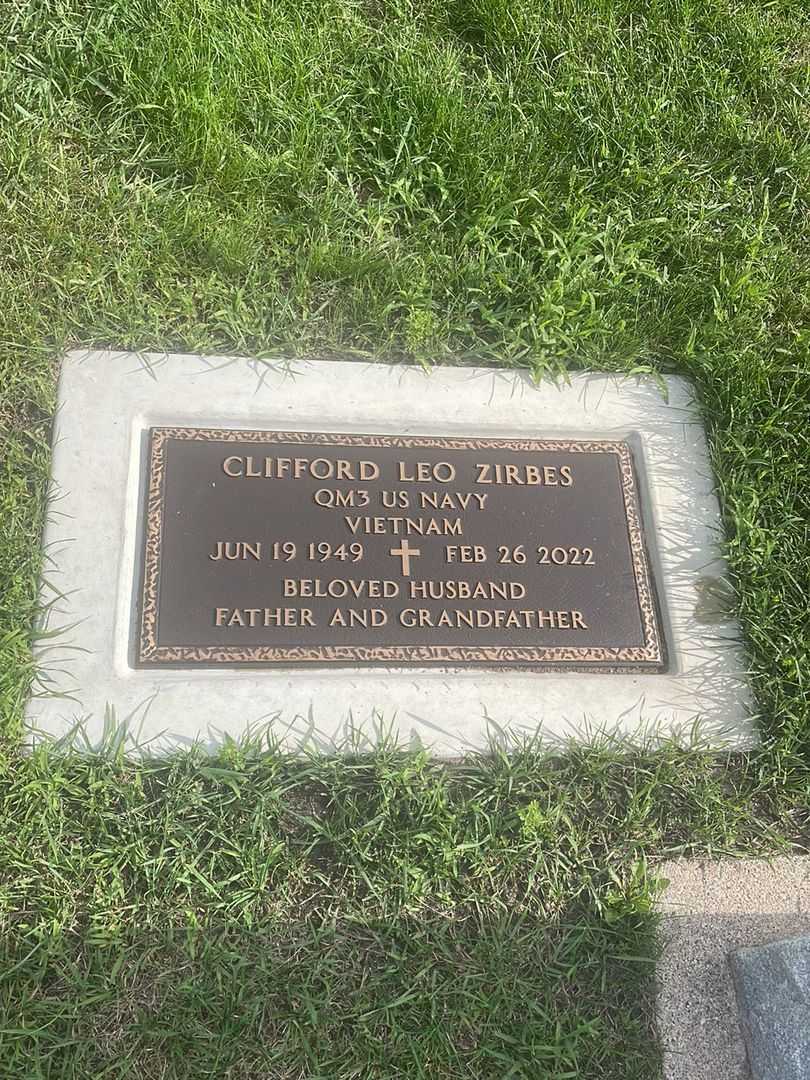 CLIFFORD LEO ZIRBES
QM3 US NAVY
VIETNAM
JUN 19 1949 FEB 26 2022
BELOVED HUSBAND
FATHER AND GRANDFATHER